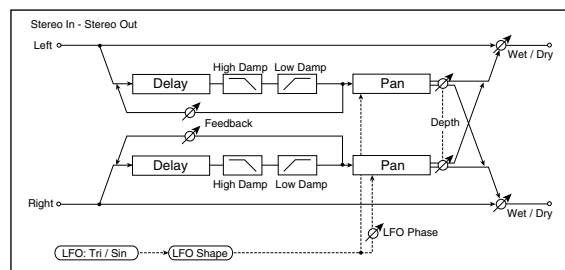 Stereo In - Stereo Out
Left
Wet / Dry
High Damp Low Damp
Delay
Pan
Feedback
Depth
Delay
Pan
High Damp Low Damp
Right
Wet / Dry
LFO Phase
LFO: Tri / Sin
LFO Shape